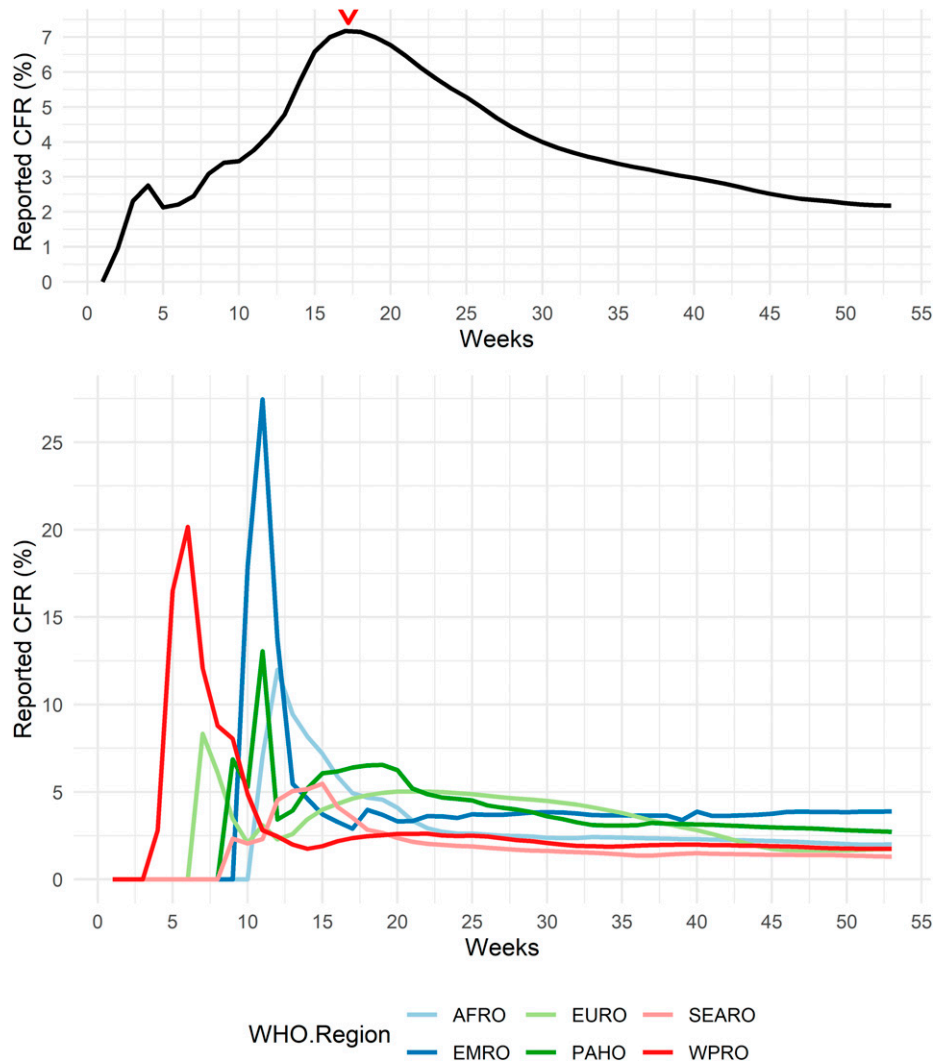 Reported CFR (%)
7
6
5
4
3
2
1
0
0 5 10 15 20 25 30 35 40 45 50 55
Weeks
Reported CFR (%)
25
20
15
10
5
0
0 5 10 15 20 25 30 35 40 45 50 55
Weeks
WHO.Region
AFRO EURO SEARO
EMRO PAHO WPRO